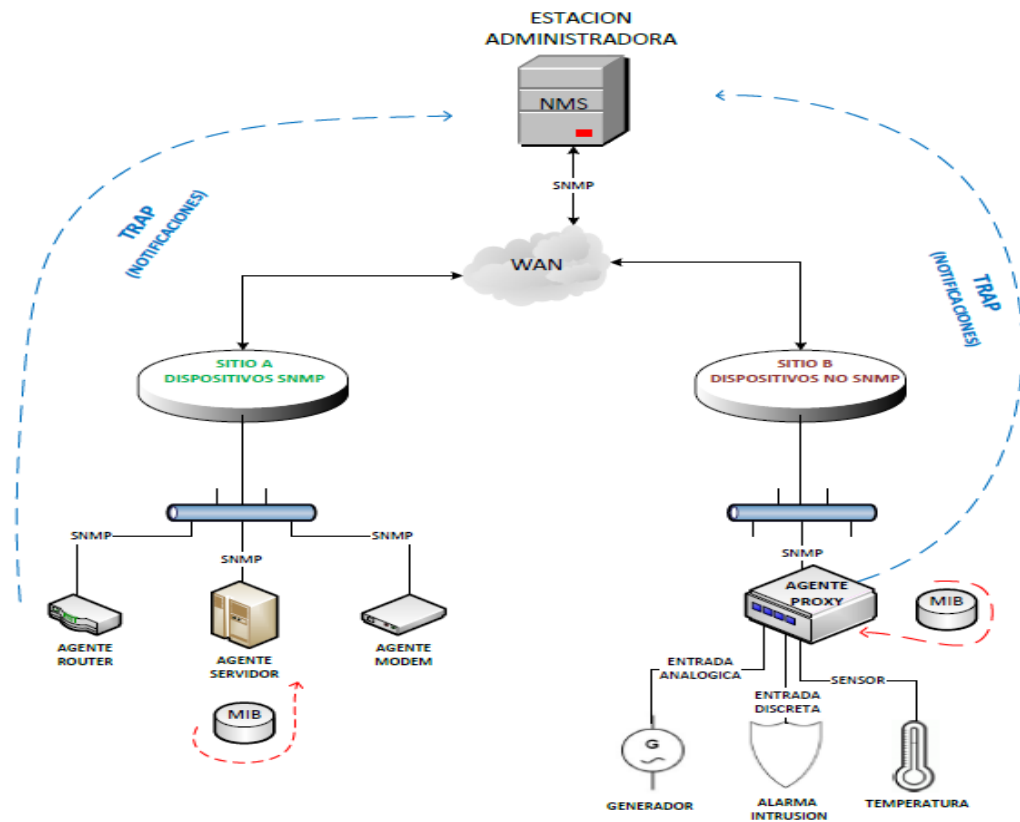 ESTACION
ADMINISTRADORA
NMS
SNMP
WAN
TRAP
(NOTIFICACIONES)
TRAP
(NOTIFICACIONES)
SITIO A
DISPOSITIVOS SNMP
SITIO B
DISPOSITIVOS NO SNMP
SNMP
SNMP
SNMP
SNMP
AGENTE
ROUTER
AGENTE
SERVIDOR
AGENTE
MODEM
MIB
AGENTE
PROXY
MIB
ENTRADA
ANALOGICA
ENTRADA
DISCRETA
SENSOR
G
GENERADOR
ALARMA
INTRUSION
TEMPERATURA